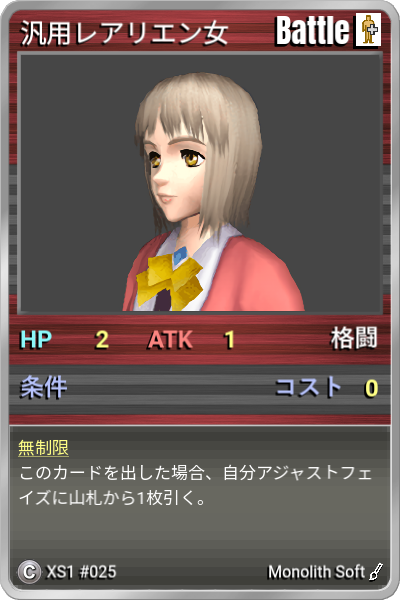 汎用レアリエン女 Battle
HP 2 ATK 1 格闘
条件 コスト 0
無制限
このカードを出した場合、自分アジャストフェ
イズに山札から1枚引く。
C XS1 #025 Monolith Soft